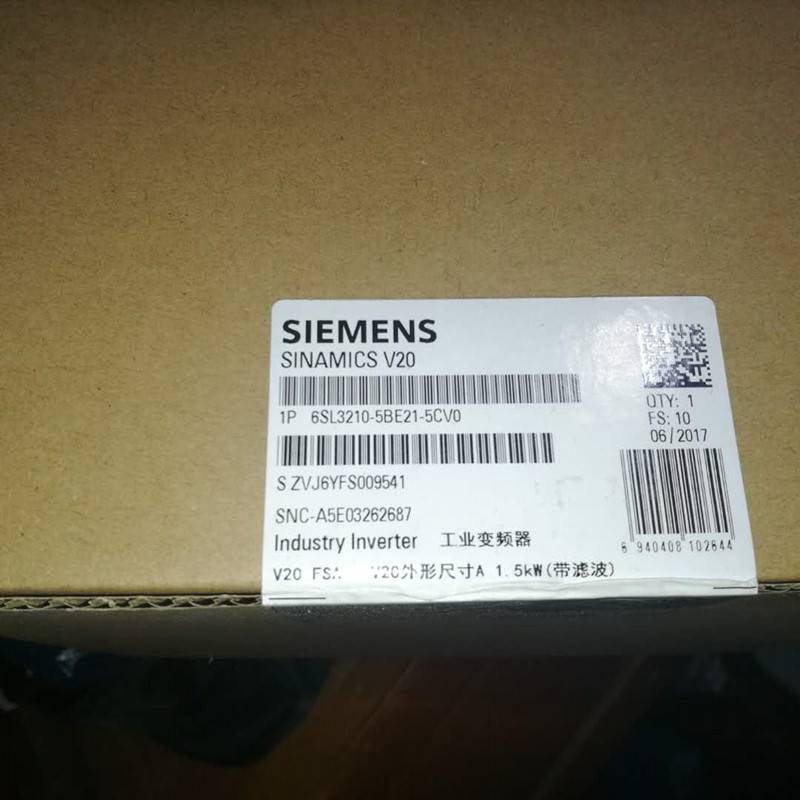 SIEMENS
SINAMICS V20
1P 6SL3210-5BE21-5CV0
S ZVJ6YFS009541
SNC-A5E03262687
Industry Inverter 工业变频器
V20 FSA V20外形尺寸A 1.5kW(带滤波)
QTY: 1
FS: 10
06/2017
6 940408 102644